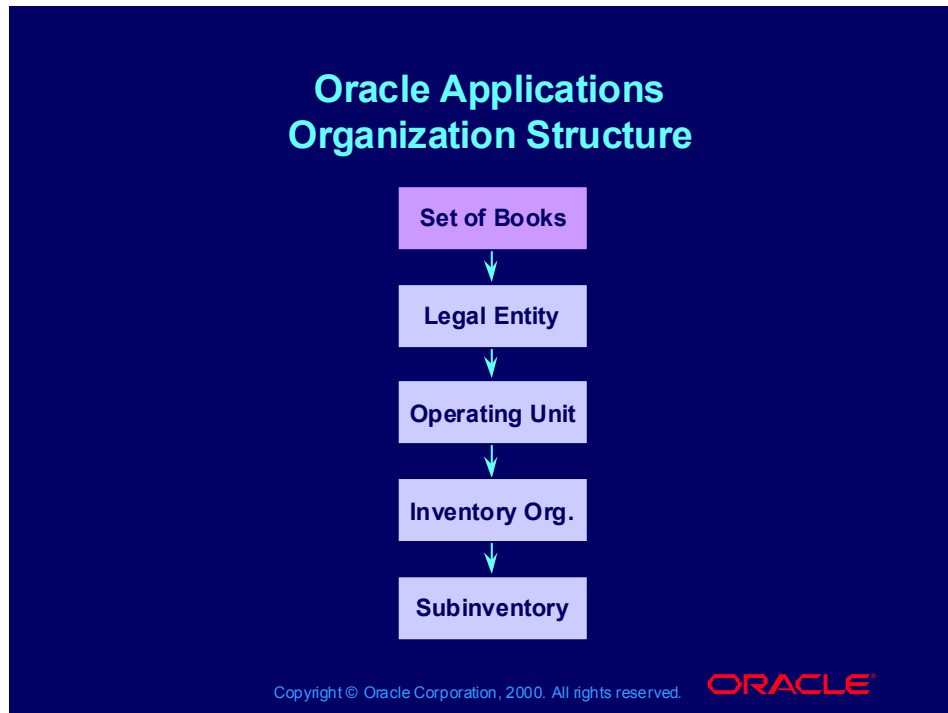 Oracle Applications
Organization Structure
Set of Books
Legal Entity
Operating Unit
Inventory Org.
Subinventory
Copyright © Oracle Corporation, 2000. All rights reserved.
ORACLE®